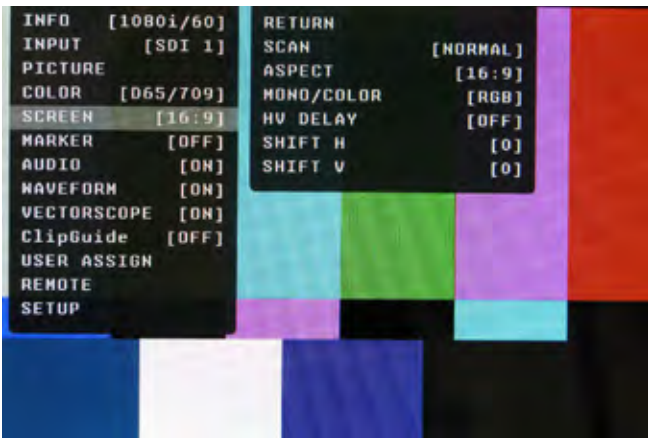 INFO [1080i/60]
INPUT [SDI 1]
PICTURE
COLOR [D65/709]
SCREEN [16:9]
MARKER [OFF]
AUDIO [ON]
WAVEFORM [ON]
VECTORSCOPE [ON]
ClipGuide [OFF]
USER ASSIGN
REMOTE
SETUP
RETURN
SCAN [NORMAL]
ASPECT [16:9]
MONO/COLOR [RGB]
HV DELAY [OFF]
SHIFT H [0]
SHIFT V [0]